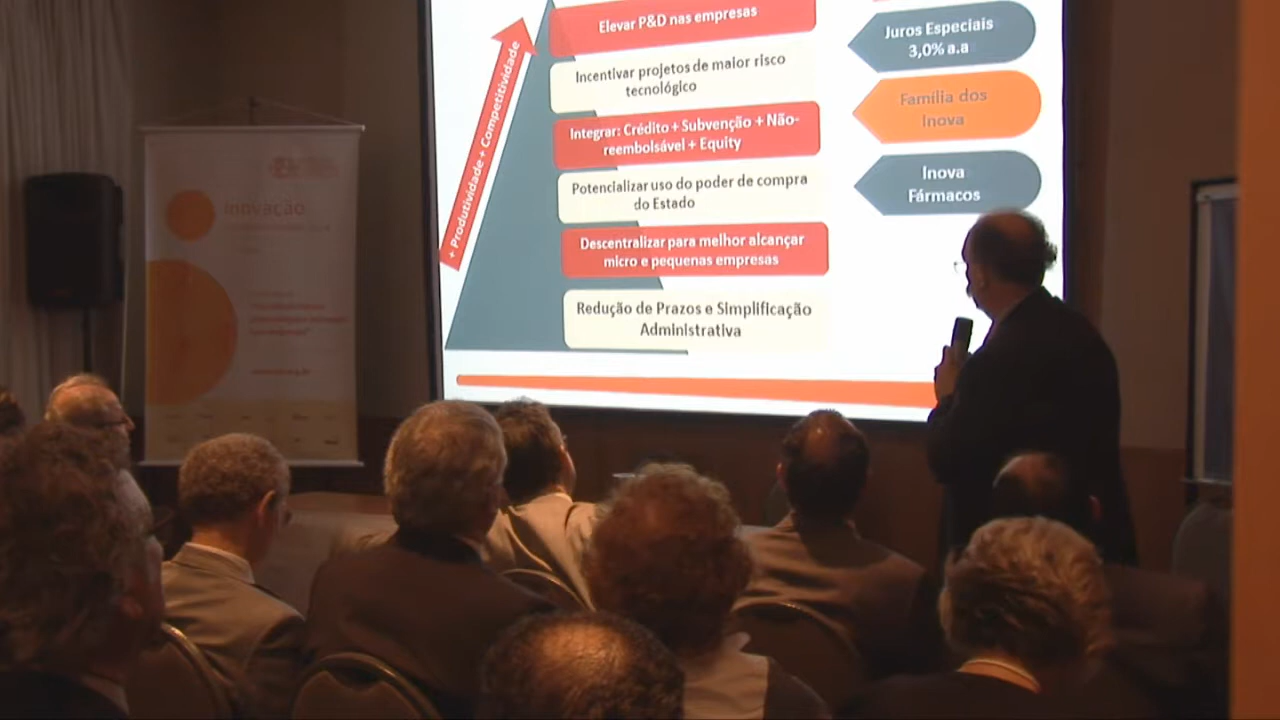 Elevar P&D nas empresas
Incentivar projetos de maior risco
tecnológico
Integrar: Crédito + Subvenção + Não-
reembolsável + Equity
Potencializar uso do poder de compra
do Estado
Descentralizar para melhor alcançar
micro e pequenas empresas
Redução de Prazos e Simplificação
Administrativa
+ Produtividade + Competitividade
Juros Especiais
3,0% a.a
Família dos
Inova
Inova
Fármacos
Inovação